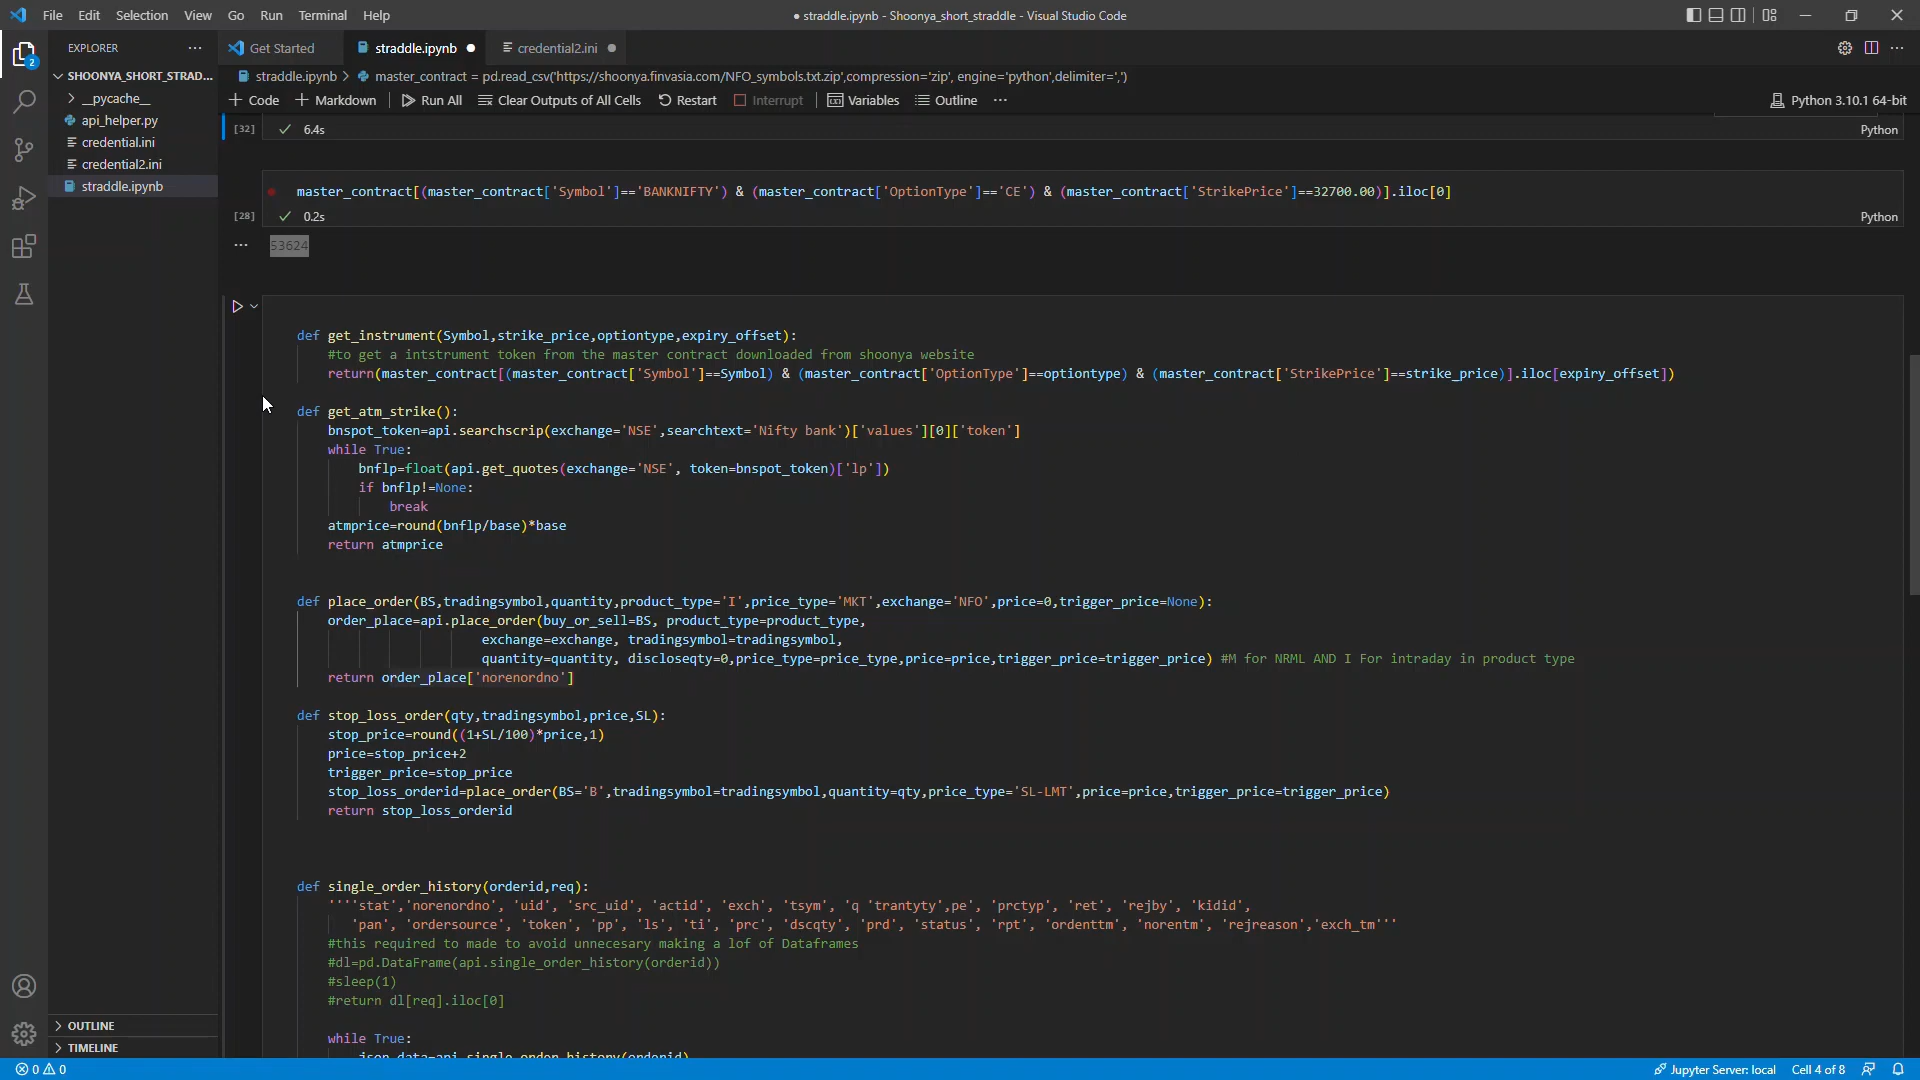 File Edit Selection View Go Run Terminal Help
● straddle.ipynb - Shoonya_short_straddle - Visual Studio Code
EXPLORER
Get Started
straddle.ipynb
credential2.ini
SHOONYA_SHORT_STRAD...
straddle.ipynb > master_contract = pd.read_csv('https://shoonya.finvasia.com/NFO_symbols.txt.zip',compression='zip', engine='python',delimiter=',')
__pycache__
api_helper.py
credential.ini
credential2.ini
straddle.ipynb
+ Code + Markdown Run All Clear Outputs of All Cells Restart Interrupt Variables Outline ...
Python 3.10.1 64-bit
[32] ✓ 6.4s Python
master_contract[(master_contract['Symbol']=='BANKNIFTY') & (master_contract['OptionType']=='CE') & (master_contract['StrikePrice']==32700.00)].iloc[0]
[28] ✓ 0.2s Python
... 53624
def get_instrument(Symbol,strike_price,optiontype,expiry_offset):
#to get a intstrument token from the master contract downloaded from shoonya website
return(master_contract[(master_contract['Symbol']==Symbol) & (master_contract['OptionType']==optiontype) & (master_contract['StrikePrice']==strike_price)].iloc[expiry_offset])
def get_atm_strike():
bnspot_token=api.searchscrip(exchange='NSE',searchtext='Nifty bank')['values'][0]['token']
while True:
bnflp=float(api.get_quotes(exchange='NSE', token=bnspot_token)['lp'])
if bnflp!=None:
break
atmprice=round(bnflp/base)*base
return atmprice
def place_order(BS,tradingsymbol,quantity,product_type='I',price_type='MKT',exchange='NFO',price=0,trigger_price=None):
order_place=api.place_order(buy_or_sell=BS, product_type=product_type,
exchange=exchange, tradingsymbol=tradingsymbol,
quantity=quantity, discloseqty=0,price_type=price_type,price=price,trigger_price=trigger_price) #M for NRML AND I For intraday in product type
return order_place['norenordno']
def stop_loss_order(qty,tradingsymbol,price,SL):
stop_price=round((1+SL/100)*price,1)
price=stop_price+2
trigger_price=stop_price
stop_loss_orderid=place_order(BS='B',tradingsymbol=tradingsymbol,quantity=qty,price_type='SL-LMT',price=price,trigger_price=trigger_price)
return stop_loss_orderid
def single_order_history(orderid,req):
''''stat','norenordno', 'uid', 'src_uid', 'actid', 'exch', 'tsym', 'q 'trantyty',pe', 'prctyp', 'ret', 'rejby', 'kidid',
'pan', 'ordersource', 'token', 'pp', 'ls', 'ti', 'prc', 'dscqty', 'prd', 'status', 'rpt', 'ordenttm', 'norentm', 'rejreason','exch_tm'''
#this required to made to avoid unnecesary making a lof of Dataframes
#dl=pd.DataFrame(api.single_order_history(orderid))
#sleep(1)
#return dl[req].iloc[0]
while True:
json_data=api.single_order_history(orderid)
OUTLINE
TIMELINE
0 0
Jupyter Server: local Cell 4 of 8
2